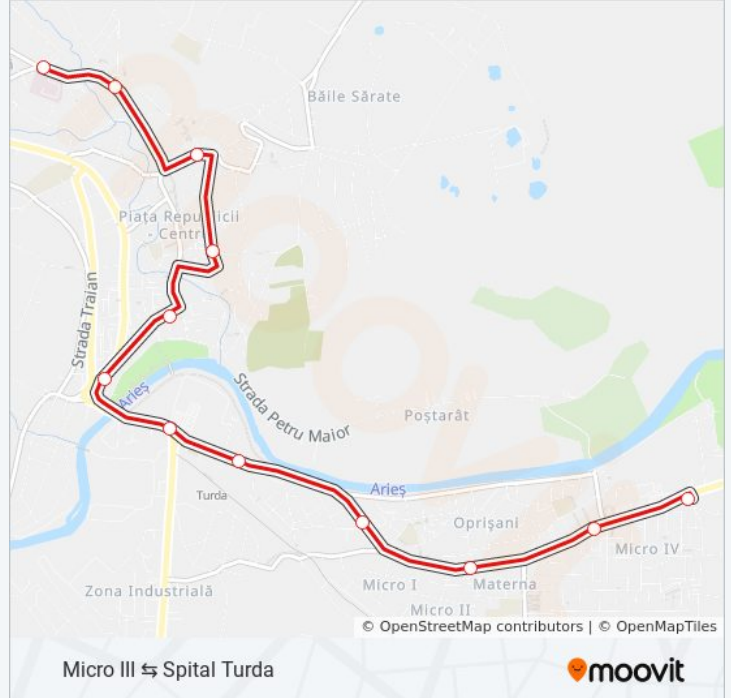 a
Băile Sărate
Piața Republicii
- Centru
Strada Traian
Arieș
Strada Petru Maior
Poștarât
Arieș
Turda
Oprișani
Micro IV
Zona Industrială
Micro I
Materna
Micro II
© OpenStreetMap contributors | © OpenMapTiles
Micro III ⇆ Spital Turda
moovit